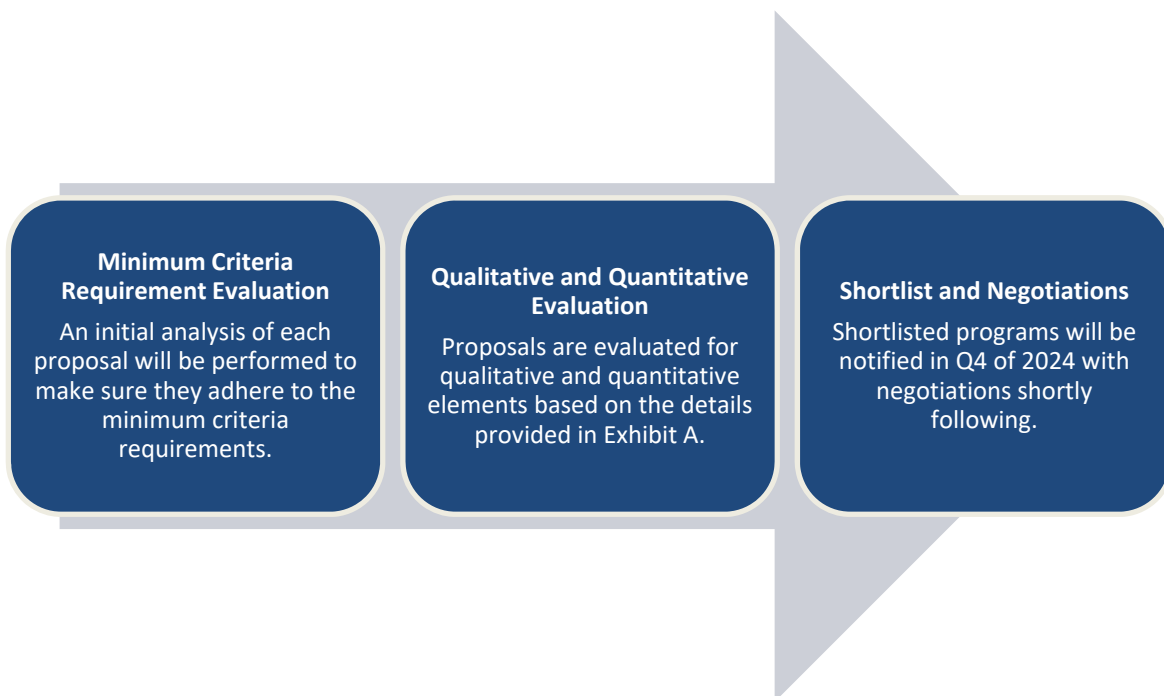 Minimum Criteria
Requirement Evaluation
An initial analysis of each
proposal will be performed to
make sure they adhere to the
minimum criteria
requirements.
Qualitative and Quantitative
Evaluation
Proposals are evaluated for
qualitative and quantitative
elements based on the details
provided in Exhibit A.
Shortlist and Negotiations
Shortlisted programs will be
notified in Q4 of 2024 with
negotiations shortly
following.